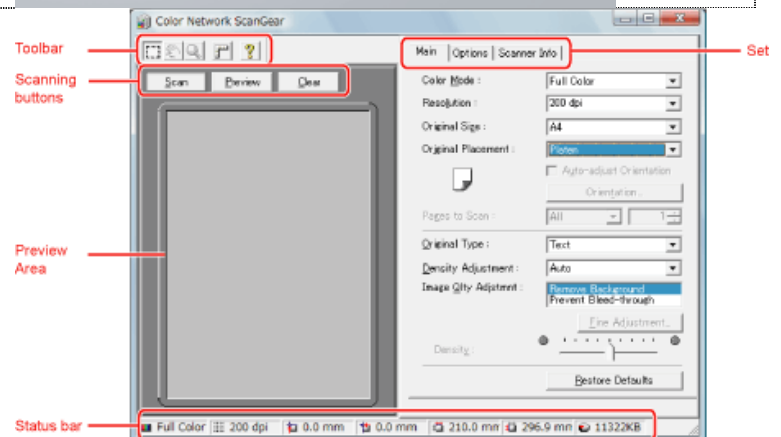 Color Network ScanGear
Toolbar
Main Options Scanner Info
Set
Scanning
buttons
Scan Preview Clear
Color Mode : Full Color
Resolution : 200 dpi
Original Size : A4
Original Placement : Platen
Auto-adjust Orientation
Orientation...
Pages to Scan : All 1
Original Type : Text
Preview
Area
Density Adjustment : Auto
Image Qlty Adjstmnt : Remove Background
Prevent Bleed-through
Fine Adjustment...
Density :
Restore Defaults
Status bar
Full Color 200 dpi 0.0 mm 0.0 mm 210.0 mm 296.9 mm 11322KB